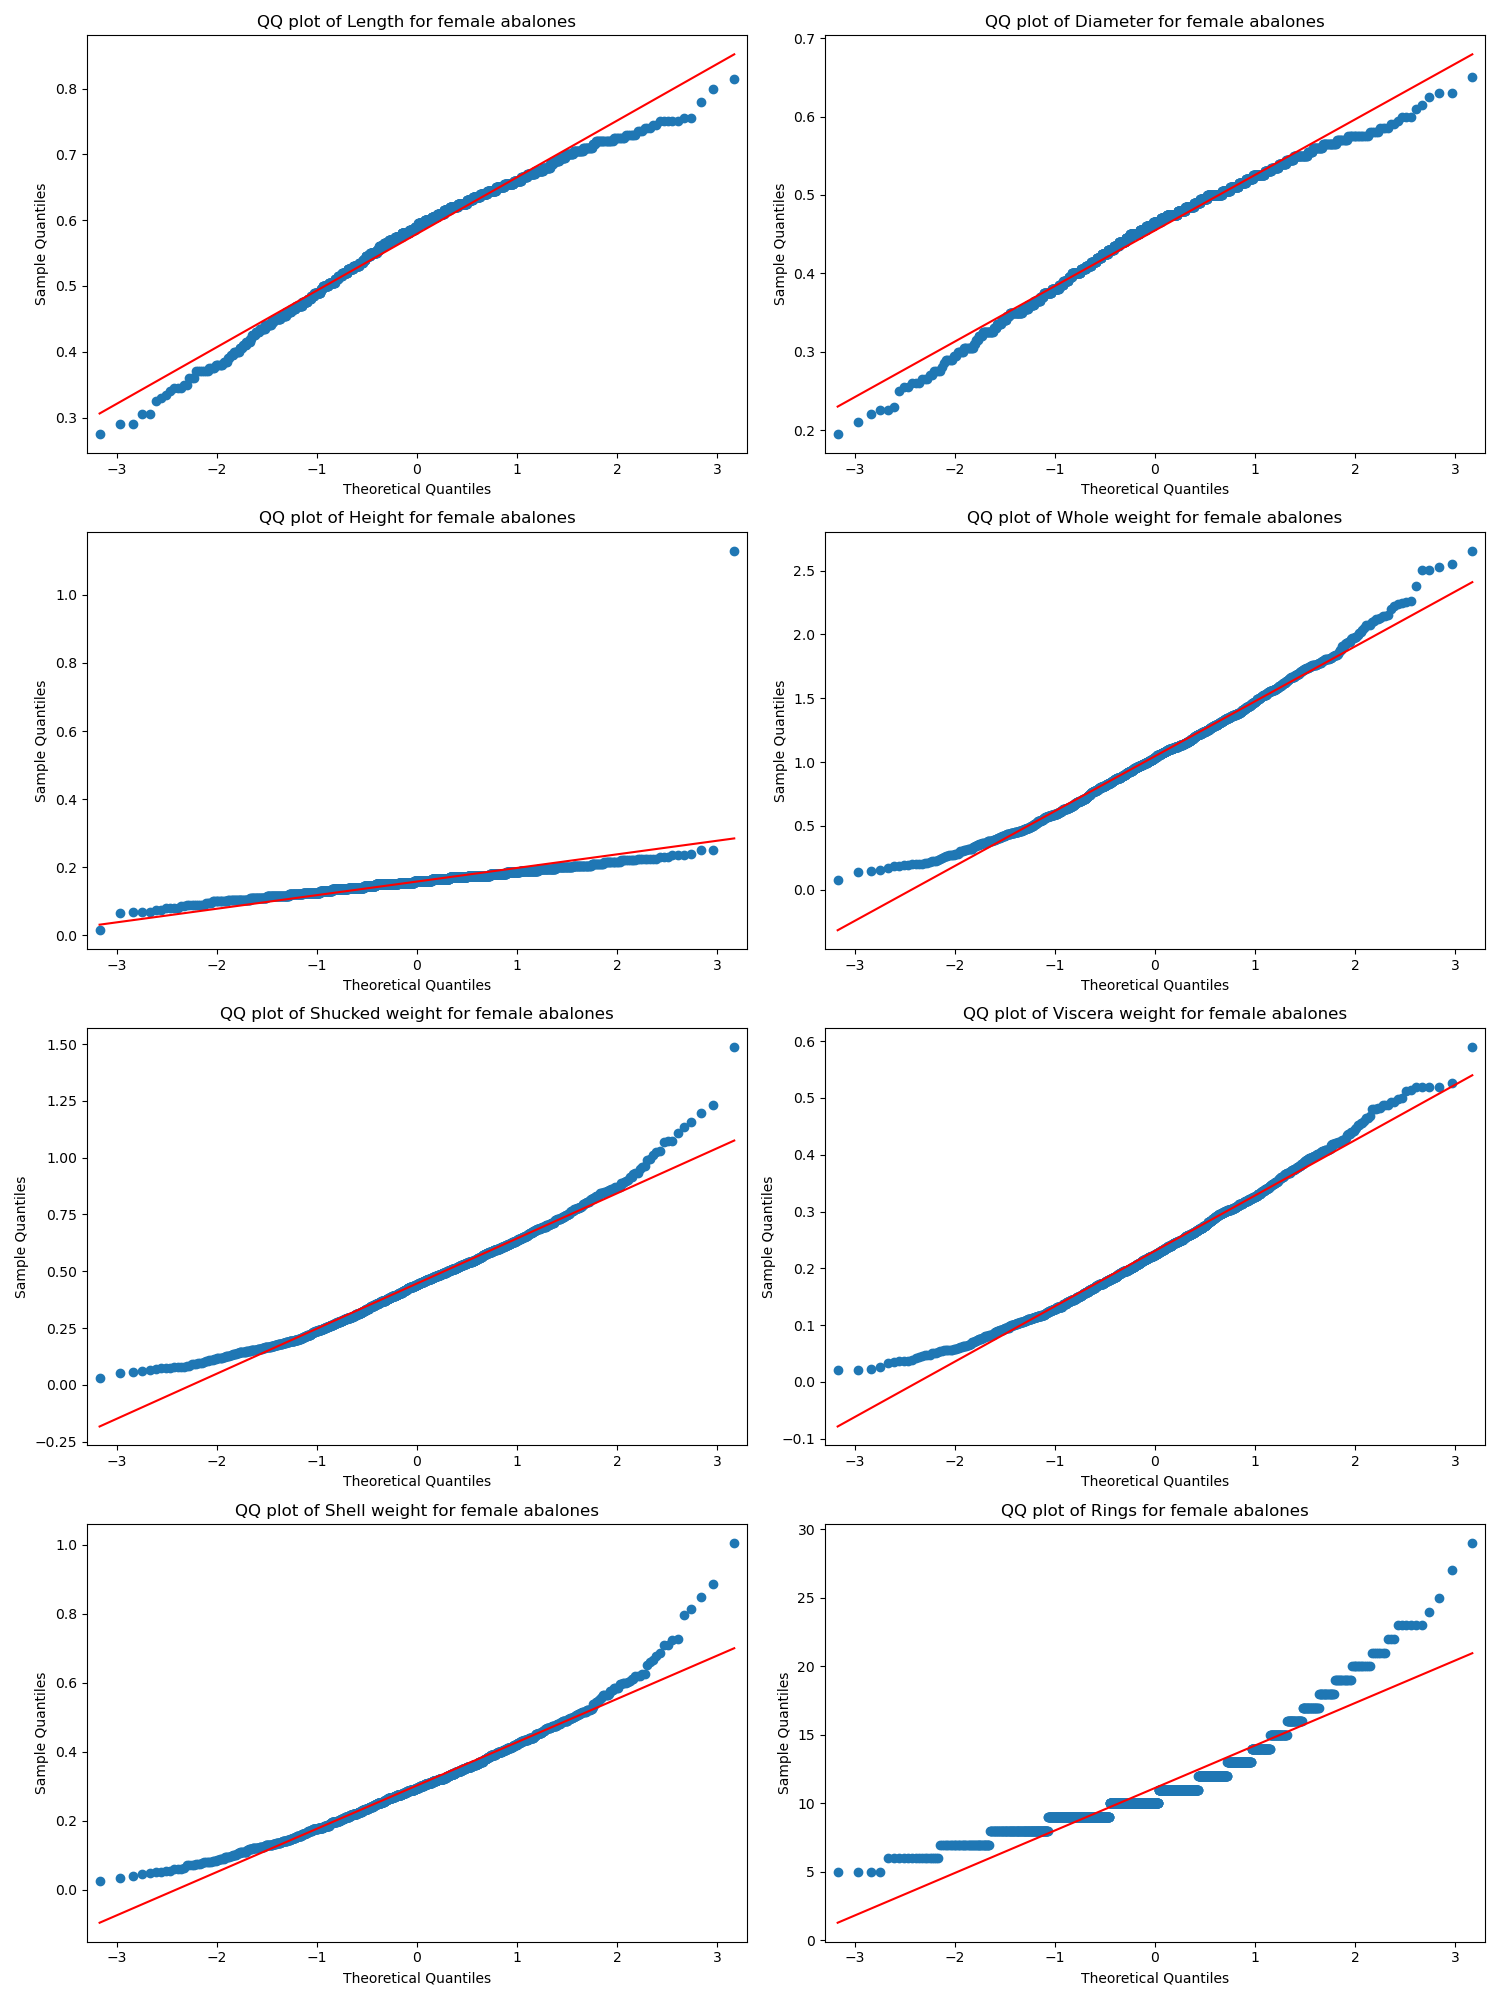 QQ plot of Length for female abalones
0.8
0.7
0.6
0.5
0.4
0.3
Sample Quantiles
−3 −2 −1 0 1 2 3
Theoretical Quantiles
QQ plot of Diameter for female abalones
0.7
0.6
0.5
0.4
0.3
0.2
Sample Quantiles
−3 −2 −1 0 1 2 3
Theoretical Quantiles
QQ plot of Height for female abalones
1.0
0.8
0.6
0.4
0.2
0.0
Sample Quantiles
−3 −2 −1 0 1 2 3
Theoretical Quantiles
QQ plot of Whole weight for female abalones
2.5
2.0
1.5
1.0
0.5
0.0
Sample Quantiles
−3 −2 −1 0 1 2 3
Theoretical Quantiles
QQ plot of Shucked weight for female abalones
1.50
1.25
1.00
0.75
0.50
0.25
0.00
−0.25
Sample Quantiles
−3 −2 −1 0 1 2 3
Theoretical Quantiles
QQ plot of Viscera weight for female abalones
0.6
0.5
0.4
0.3
0.2
0.1
0.0
−0.1
Sample Quantiles
−3 −2 −1 0 1 2 3
Theoretical Quantiles
QQ plot of Shell weight for female abalones
1.0
0.8
0.6
0.4
0.2
0.0
Sample Quantiles
−3 −2 −1 0 1 2 3
Theoretical Quantiles
QQ plot of Rings for female abalones
30
25
20
15
10
5
0
Sample Quantiles
−3 −2 −1 0 1 2 3
Theoretical Quantiles